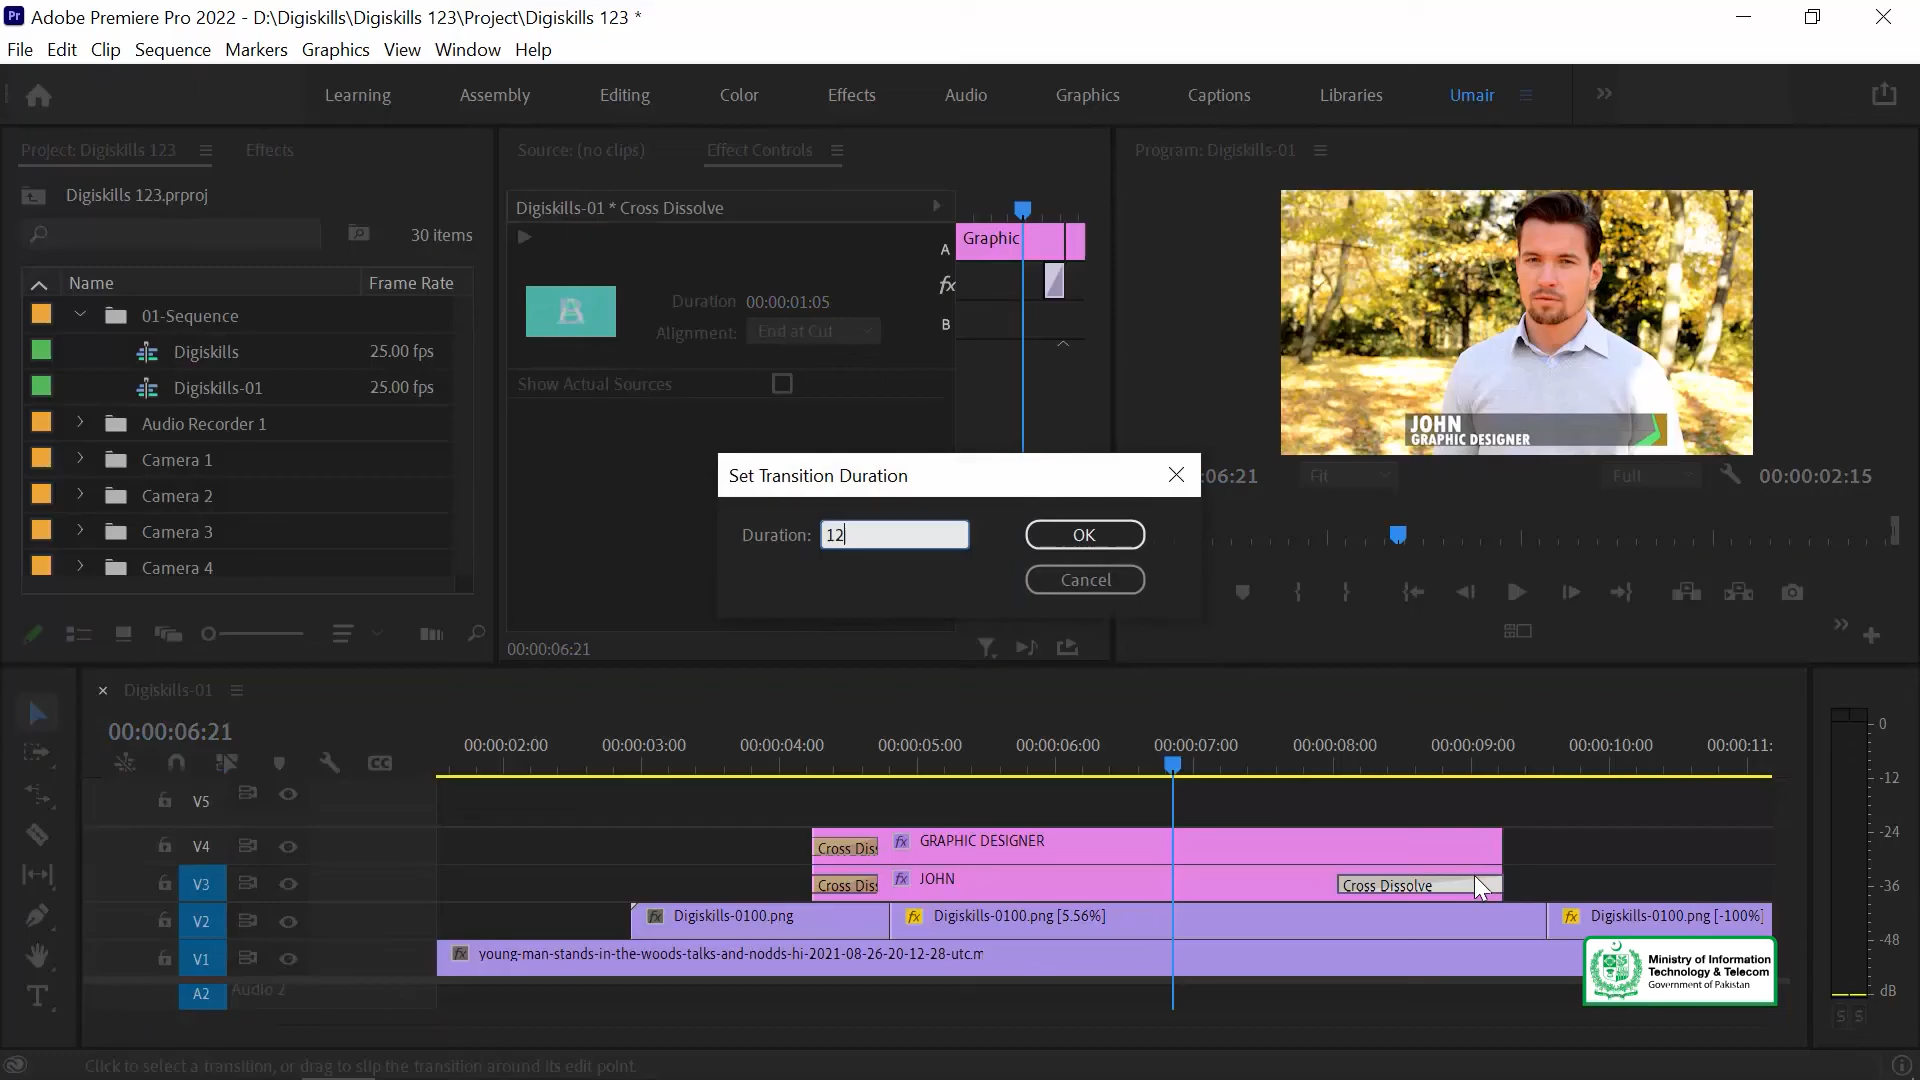 Pr Adobe Premiere Pro 2022 - D:\Digiskills\Digiskills 123\Project\Digiskills 123 *
File Edit Clip Sequence Markers Graphics View Window Help
Learning Assembly Editing Color Effects Audio Graphics Captions Libraries Umair
Project: Digiskills 123 Effects
Digiskills 123.prproj
30 items
Name Frame Rate
01-Sequence
Digiskills 25.00 fps
Digiskills-01 25.00 fps
Audio Recorder 1
Camera 1
Camera 2
Camera 3
Camera 4
Source: (no clips) Effect Controls
Digiskills-01 * Cross Dissolve
A Graphic
fx
B
B
Duration 00:00:01:05
Alignment: End at Cut
Show Actual Sources
00:00:06:21
Program: Digiskills-01
JOHN
GRAPHIC DESIGNER
:06:21 Fit Full 00:00:02:15
Set Transition Duration
Duration: 12 OK
Cancel
Digiskills-01
00:00:06:21
CC
00:00:02:00 00:00:03:00 00:00:04:00 00:00:05:00 00:00:06:00 00:00:07:00 00:00:08:00 00:00:09:00 00:00:10:00 00:00:11:
V5
V4 Cross Dis fx GRAPHIC DESIGNER
V3 Cross Dis fx JOHN Cross Dissolve
V2 fx Digiskills-0100.png fx Digiskills-0100.png [5.56%] fx Digiskills-0100.png [-100%]
V1 fx young-man-stands-in-the-woods-talks-and-nodds-hi-2021-08-26-20-12-28-utc.m
A2 Audio 2
Ministry of Information
Technology & Telecom
Government of Pakistan
0
-12
-24
-36
-48
dB
S S
Click to select a transition, or drag to slip the transition around its edit point.